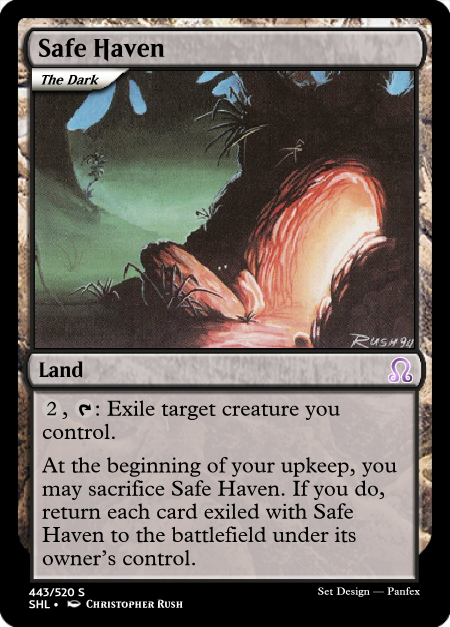 Safe Haven
The Dark
RUSH94
Land
2, : Exile target creature you
control.
At the beginning of your upkeep, you
may sacrifice Safe Haven. If you do,
return each card exiled with Safe
Haven to the battlefield under its
owner's control.
443/520 S
Set Design — Panfex
SHL • Christopher Rush